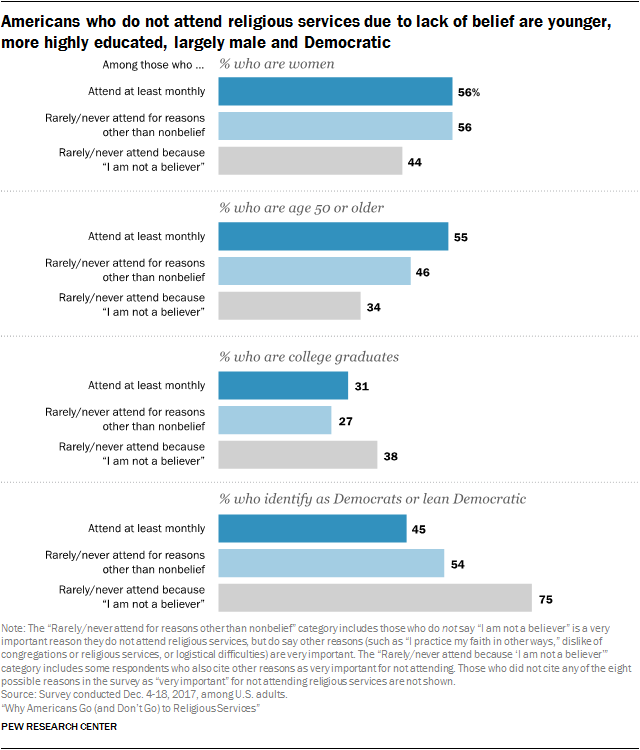 Americans who do not attend religious services due to lack of belief are younger,
more highly educated, largely male and Democratic
Among those who ... % who are women
Attend at least monthly 56%
Rarely/never attend for reasons
other than nonbelief 56
Rarely/never attend because
“I am not a believer” 44
% who are age 50 or older
Attend at least monthly 55
Rarely/never attend for reasons
other than nonbelief 46
Rarely/never attend because
“I am not a believer” 34
% who are college graduates
Attend at least monthly 31
Rarely/never attend for reasons
other than nonbelief 27
Rarely/never attend because
“I am not a believer” 38
% who identify as Democrats or lean Democratic
Attend at least monthly 45
Rarely/never attend for reasons
other than nonbelief 54
Rarely/never attend because
“I am not a believer” 75
Note: The “Rarely/never attend for reasons other than nonbelief” category includes those who do not say “I am not a believer” is a very
important reason they do not attend religious services, but do say other reasons (such as “I practice my faith in other ways,” dislike of
congregations or religious services, or logistical difficulties) are very important. The “Rarely/never attend because ‘I am not a believer’”
category includes some respondents who also cite other reasons as very important for not attending. Those who did not cite any of the eight
possible reasons in the survey as “very important” for not attending religious services are not shown.
Source: Survey conducted Dec. 4-18, 2017, among U.S. adults.
“Why Americans Go (and Don’t Go) to Religious Services”
PEW RESEARCH CENTER